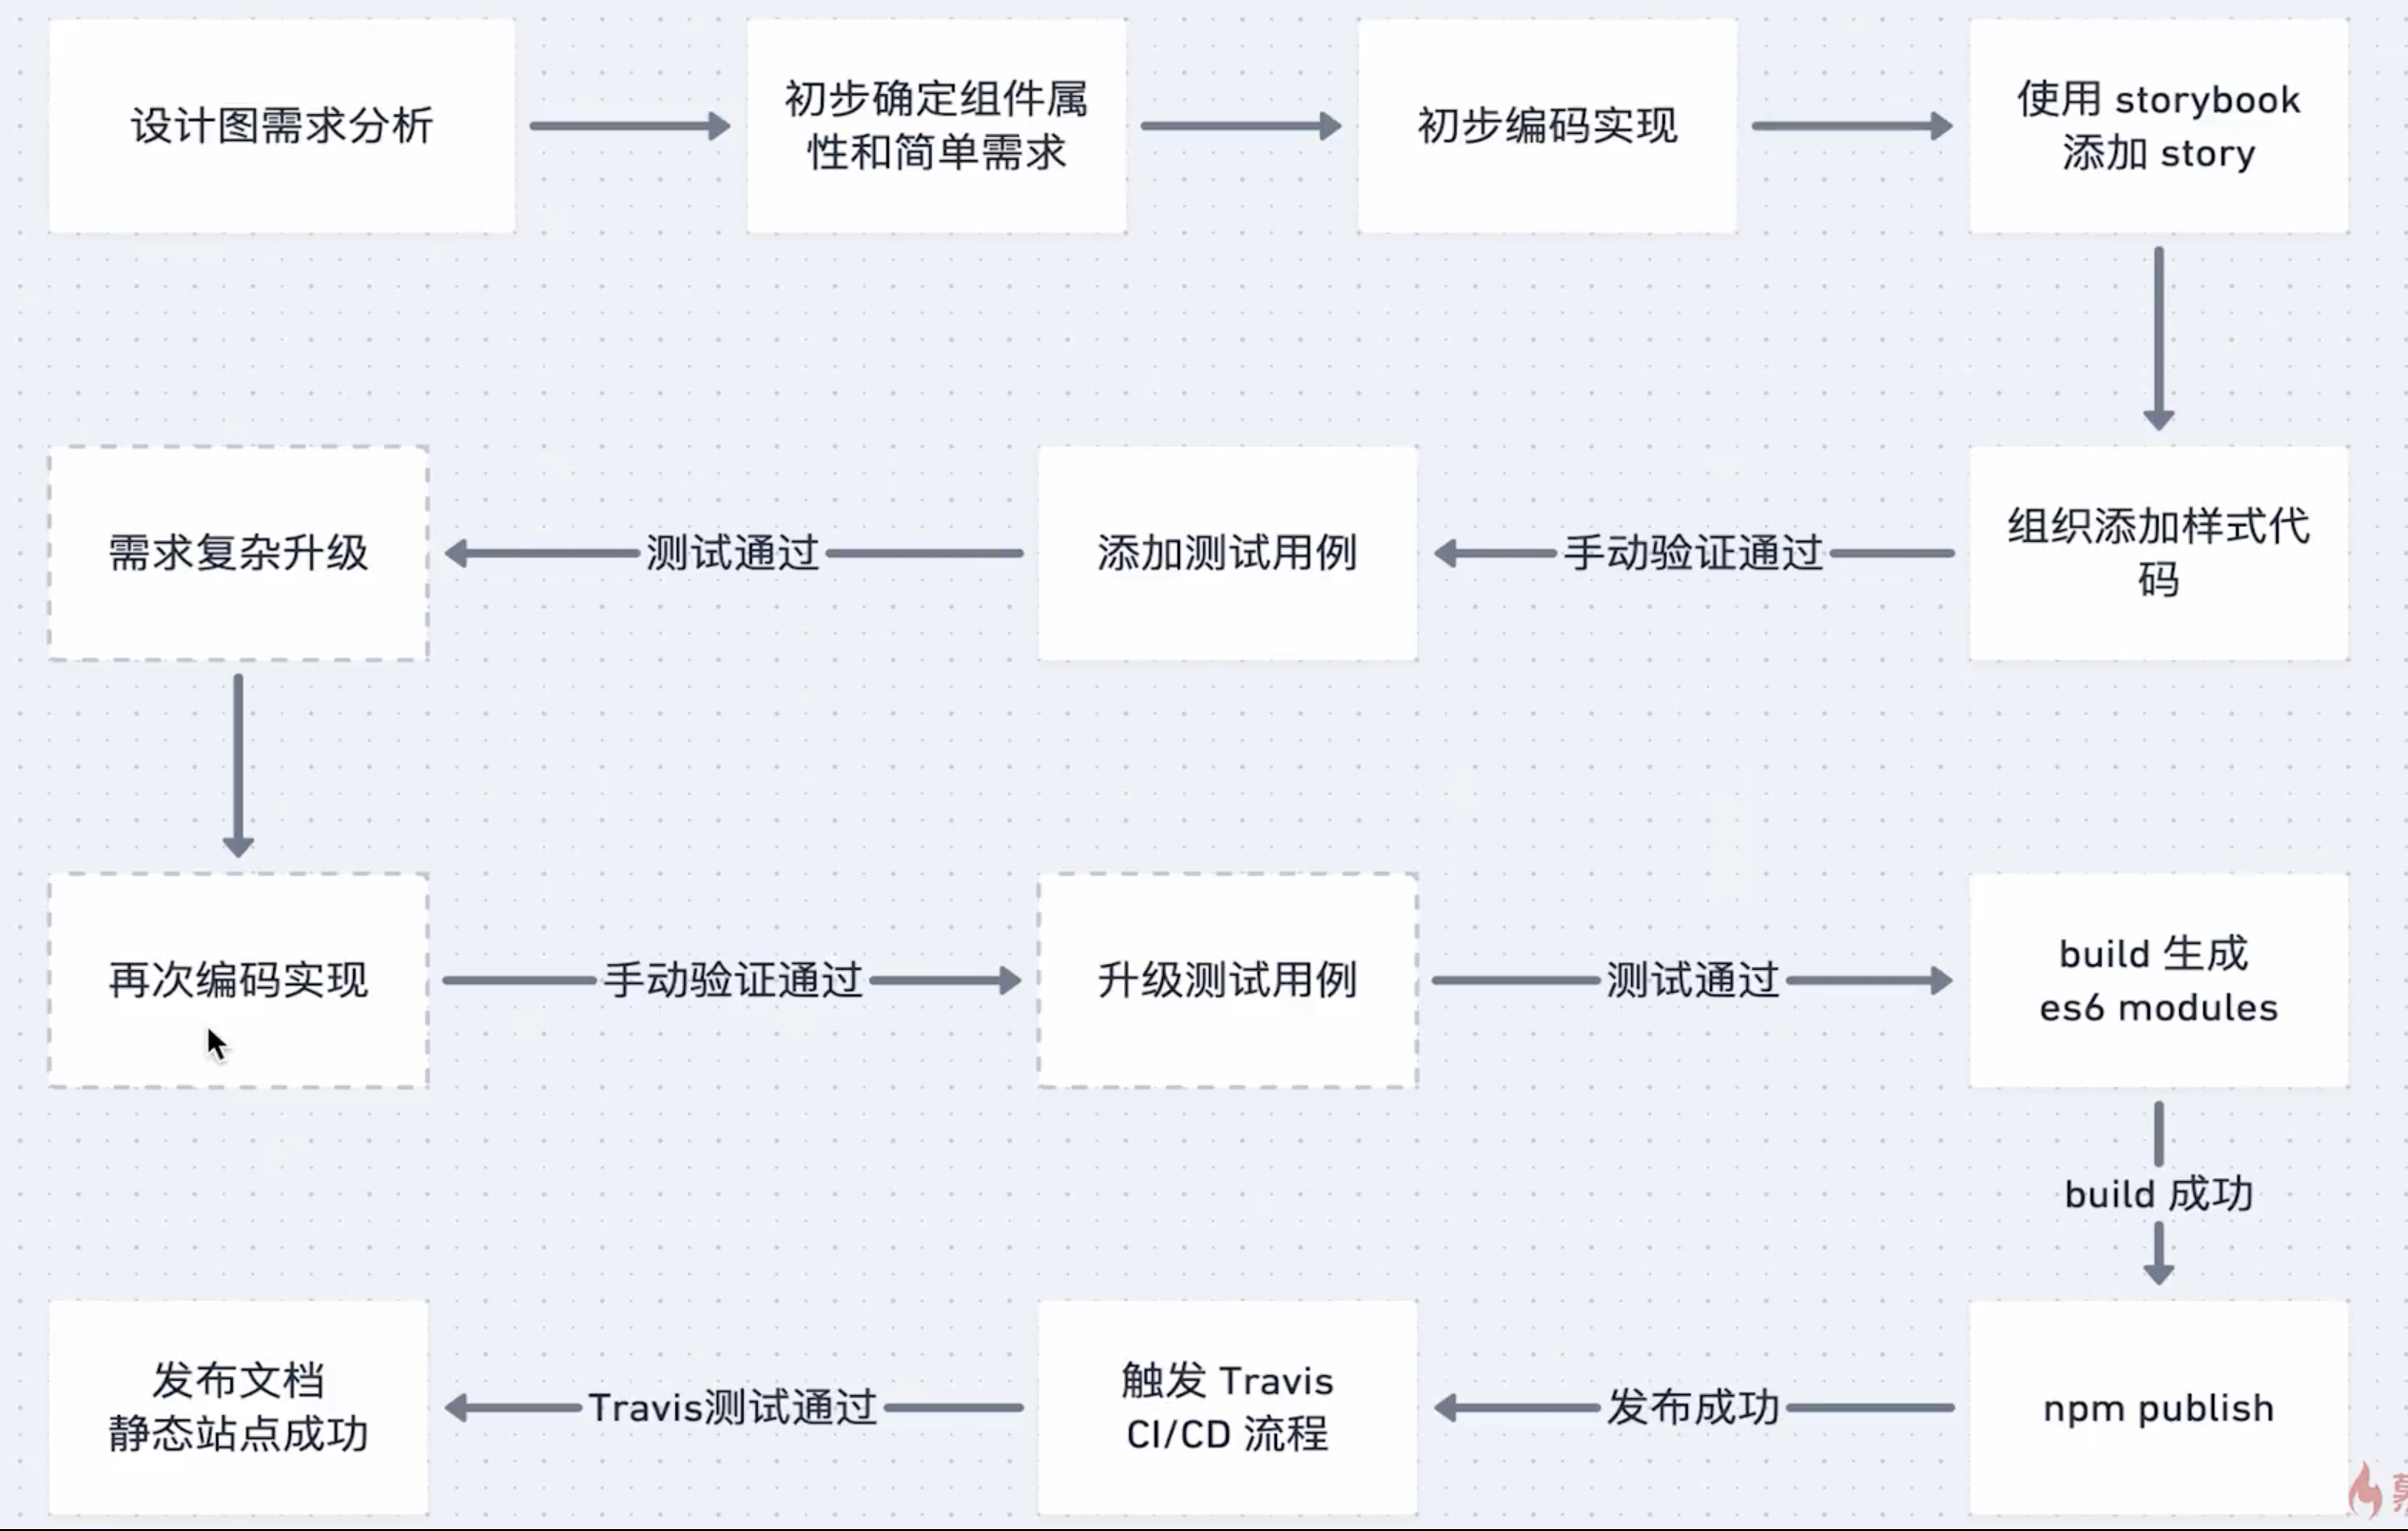 设计图需求分析
初步确定组件属
性和简单需求
初步编码实现
使用 storybook
添加 story
需求复杂升级
测试通过
添加测试用例
手动验证通过
组织添加样式代
码
再次编码实现
手动验证通过
升级测试用例
测试通过
build 生成
es6 modules
build 成功
发布文档
静态站点成功
Travis测试通过
触发 Travis
CI/CD 流程
发布成功
npm publish